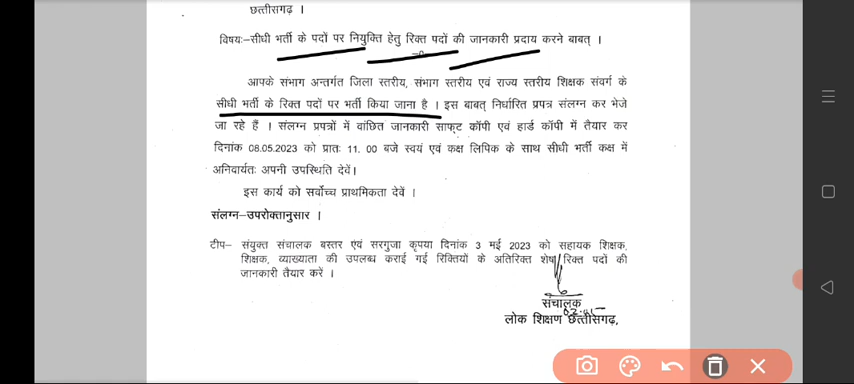 छत्तीसगढ़ ।
विषयः–सीधी भर्ती के पदों पर नियुक्ति हेतु रिक्त पदों की जानकारी प्रदाय करने बाबत् ।
आपके संभाग अन्तर्गत जिला स्तरीय, संभाग स्तरीय एवं राज्य स्तरीय शिक्षक संवर्ग के
सीधी भर्ती के रिक्त पदों पर भर्ती किया जाना है । इस बाबत् निर्धारित प्रपत्र संलग्न कर भेजे
जा रहे हैं । संलग्न प्रपत्रों में वांछित जानकारी साफ्ट कॉपी एवं हार्ड कॉपी में तैयार कर
दिनांक 08.05.2023 को प्रातः 11. 00 बजे स्वयं एवं कक्ष लिपिक के साथ सीधी भर्ती कक्ष में
अनिवार्यतः अपनी उपस्थिति देवें।
इस कार्य को सर्वोच्च प्राथमिकता देवें ।
संलग्न–उपरोक्तानुसार ।
टीप– संयुक्त संचालक बस्तर एंव सरगुजा कृपया दिनांक 3 मई 2023 को सहायक शिक्षक,
शिक्षक, व्याख्याता की उपलब्ध कराई गई रिक्तियों के अतिरिक्त शेष रिक्त पदों की
जानकारी तैयार करें ।
संचालक
लोक शिक्षण छत्तीसगढ़,